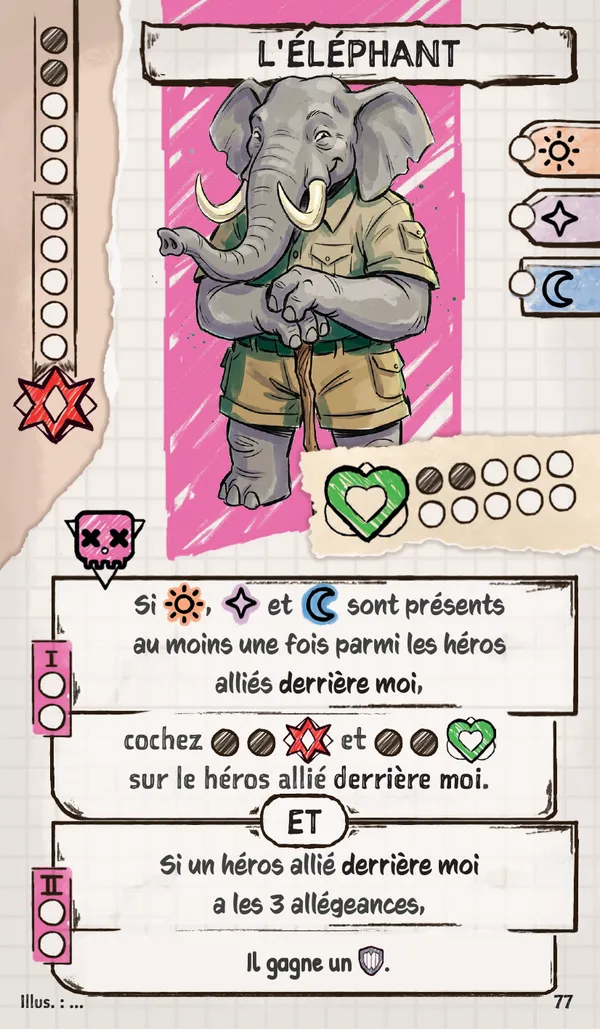 L'ÉLÉPHANT
I
Si , et sont présents
au moins une fois parmi les héros
alliés derrière moi,
cochez et
sur le héros allié derrière moi.
ET
II
Si un héros allié derrière moi
a les 3 allégeances,
Il gagne un .
Illus. : ...
77